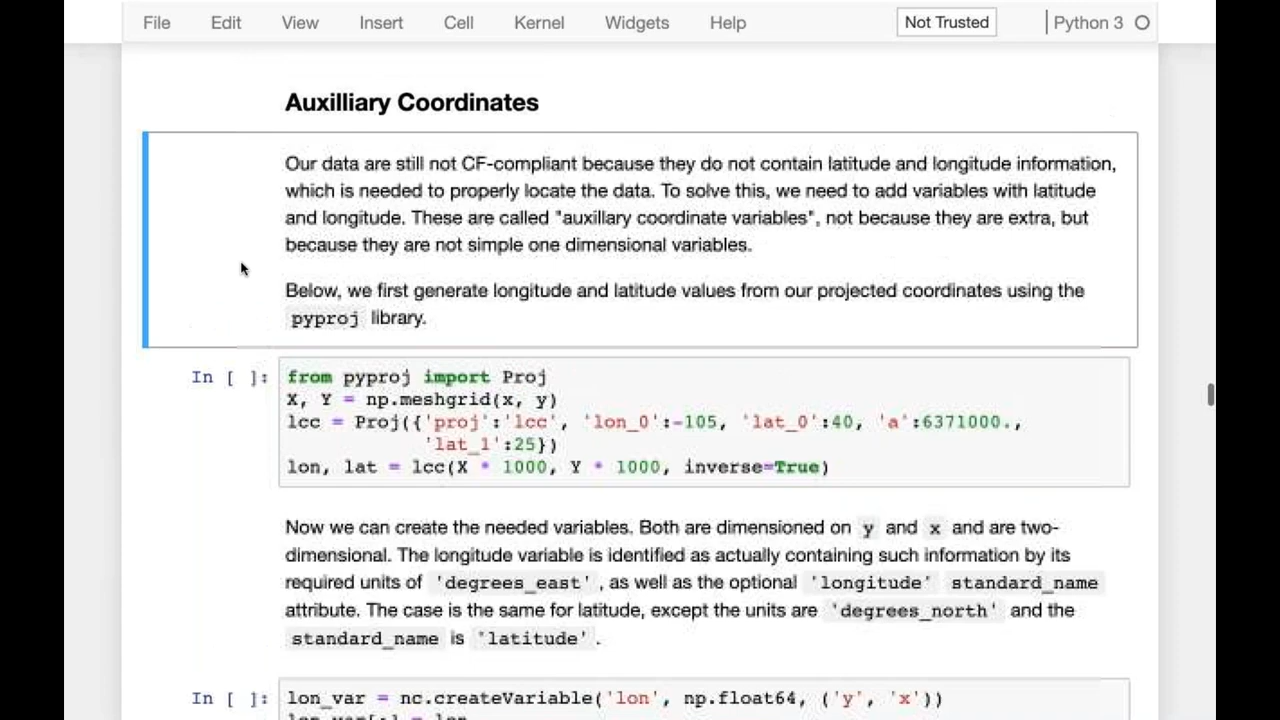 File Edit View Insert Cell Kernel Widgets Help Not Trusted Python 3
Auxilliary Coordinates
Our data are still not CF-compliant because they do not contain latitude and longitude information,
which is needed to properly locate the data. To solve this, we need to add variables with latitude
and longitude. These are called "auxillary coordinate variables", not because they are extra, but
because they are not simple one dimensional variables.
Below, we first generate longitude and latitude values from our projected coordinates using the
pyproj library.
In [ ]: from pyproj import Proj
X, Y = np.meshgrid(x, y)
lcc = Proj({'proj':'lcc', 'lon_0':-105, 'lat_0':40, 'a':6371000.,
'lat_1':25})
lon, lat = lcc(X * 1000, Y * 1000, inverse=True)
Now we can create the needed variables. Both are dimensioned on y and x and are two-
dimensional. The longitude variable is identified as actually containing such information by its
required units of 'degrees_east', as well as the optional 'longitude' standard_name
attribute. The case is the same for latitude, except the units are 'degrees_north' and the
standard_name is 'latitude'.
In [ ]: lon_var = nc.createVariable('lon', np.float64, ('y', 'x'))
lon_var[:] = lon